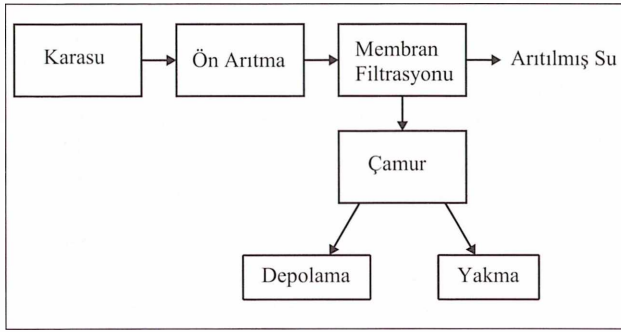 Karasu
Ön Arıtma
Membran
Filtrasyonu
Arıtılmış Su
Çamur
Depolama
Yakma